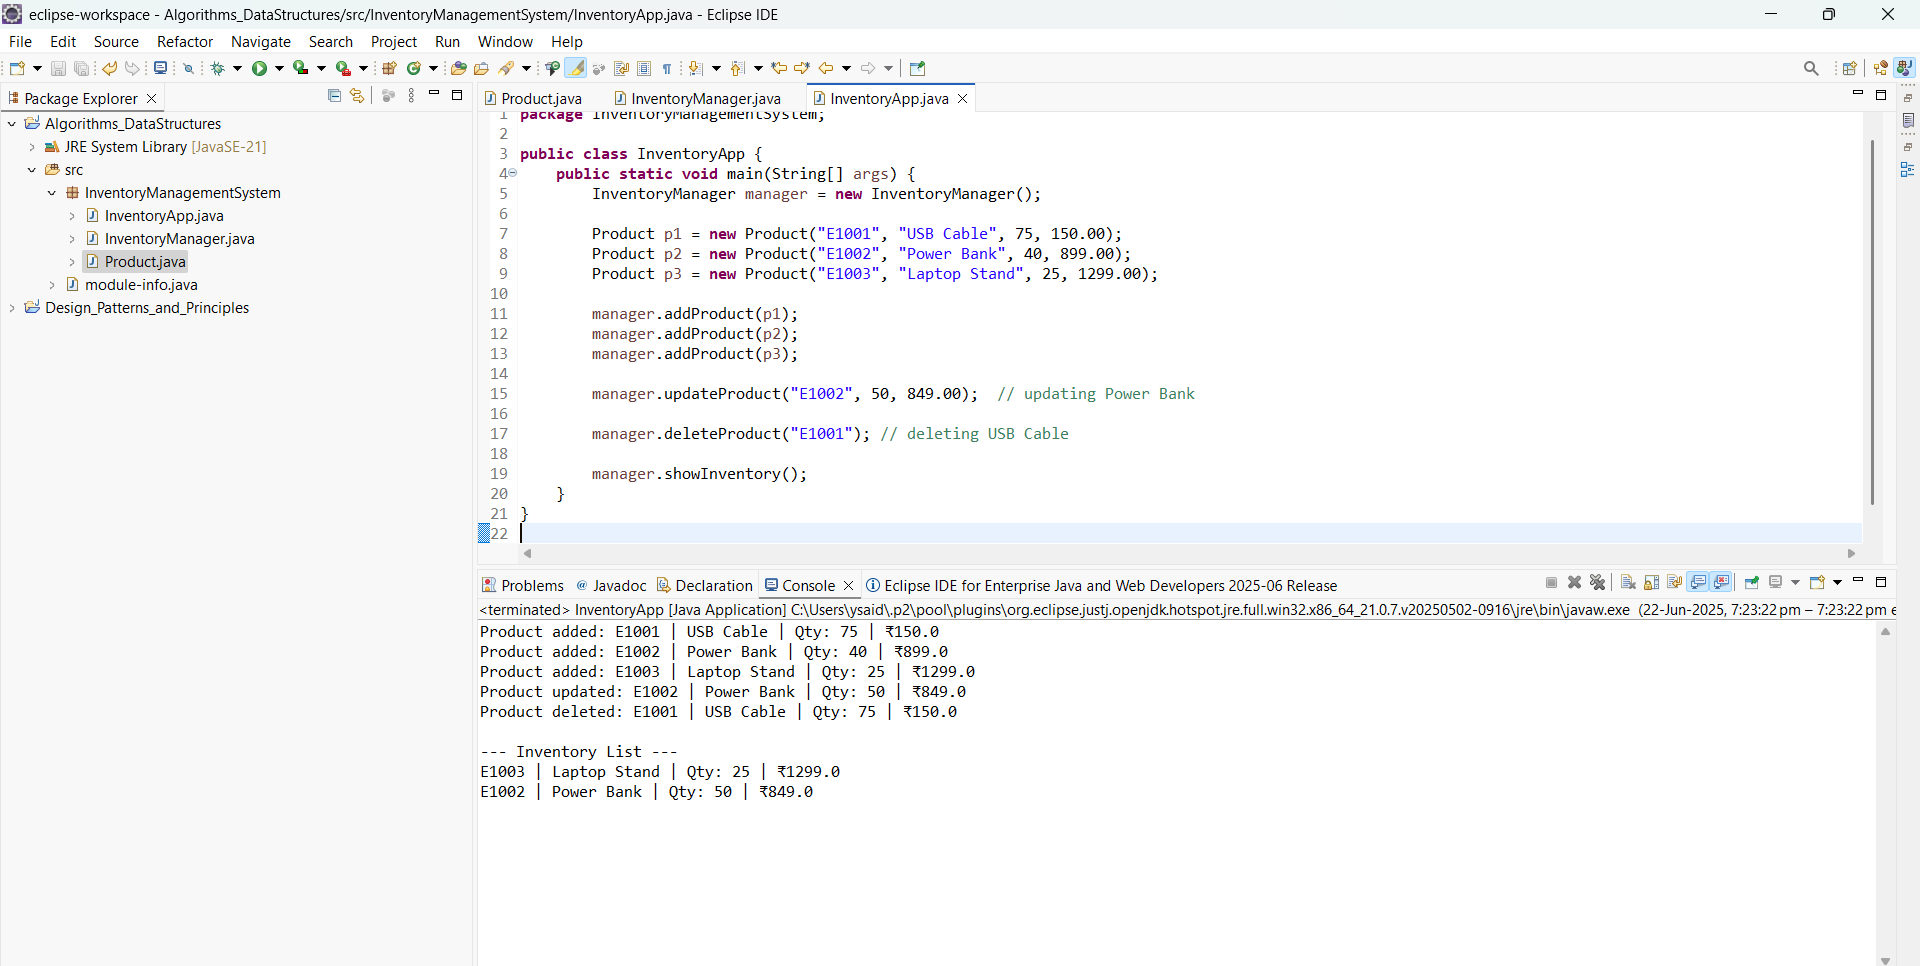 eclipse-workspace - Algorithms_DataStructures/src/InventoryManagementSystem/InventoryApp.java - Eclipse IDE
File Edit Source Refactor Navigate Search Project Run Window Help
Package Explorer
Algorithms_DataStructures
JRE System Library [JavaSE-21]
src
InventoryManagementSystem
InventoryApp.java
InventoryManager.java
Product.java
module-info.java
Design_Patterns_and_Principles
Product.java InventoryManager.java InventoryApp.java
1 package InventoryManagementSystem;
2
3 public class InventoryApp {
4 public static void main(String[] args) {
5 InventoryManager manager = new InventoryManager();
6
7 Product p1 = new Product("E1001", "USB Cable", 75, 150.00);
8 Product p2 = new Product("E1002", "Power Bank", 40, 899.00);
9 Product p3 = new Product("E1003", "Laptop Stand", 25, 1299.00);
10
11 manager.addProduct(p1);
12 manager.addProduct(p2);
13 manager.addProduct(p3);
14
15 manager.updateProduct("E1002", 50, 849.00); // updating Power Bank
16
17 manager.deleteProduct("E1001"); // deleting USB Cable
18
19 manager.showInventory();
20 }
21 }
22
Problems @ Javadoc Declaration Console Eclipse IDE for Enterprise Java and Web Developers 2025-06 Release
<terminated> InventoryApp [Java Application] C:\Users\ysaid\.p2\pool\plugins\org.eclipse.justj.openjdk.hotspot.jre.full.win32.x86_64_21.0.7.v20250502-0916\jre\bin\javaw.exe (22-Jun-2025, 7:23:22 pm – 7:23:22 pm e
Product added: E1001 | USB Cable | Qty: 75 | ₹150.0
Product added: E1002 | Power Bank | Qty: 40 | ₹899.0
Product added: E1003 | Laptop Stand | Qty: 25 | ₹1299.0
Product updated: E1002 | Power Bank | Qty: 50 | ₹849.0
Product deleted: E1001 | USB Cable | Qty: 75 | ₹150.0
--- Inventory List ---
E1003 | Laptop Stand | Qty: 25 | ₹1299.0
E1002 | Power Bank | Qty: 50 | ₹849.0